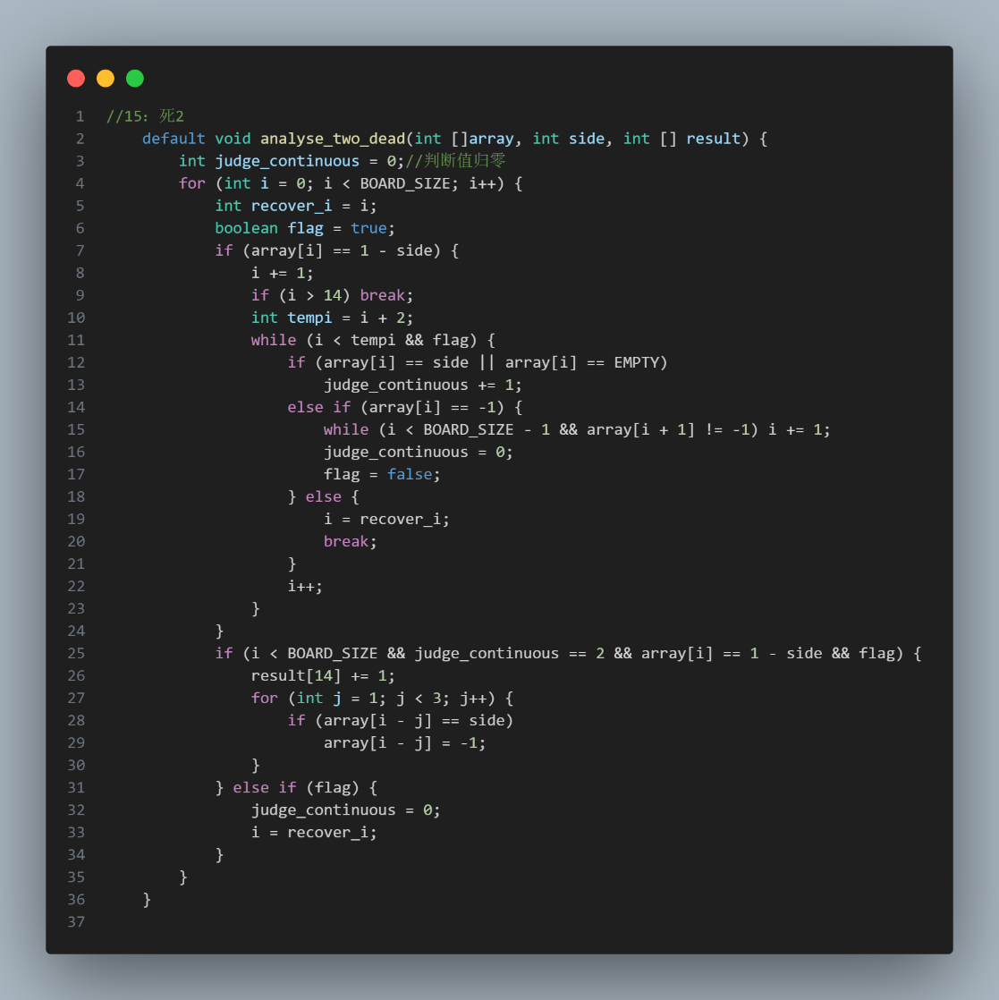 1 //15: 死2
2     default void analyse_two_dead(int []array, int side, int [] result) {
3         int judge_continuous = 0;//判断值归零
4         for (int i = 0; i < BOARD_SIZE; i++) {
5             int recover_i = i;
6             boolean flag = true;
7             if (array[i] == 1 - side) {
8                 i += 1;
9                 if (i > 14) break;
10                 int tempi = i + 2;
11                 while (i < tempi && flag) {
12                     if (array[i] == side || array[i] == EMPTY)
13                         judge_continuous += 1;
14                     else if (array[i] == -1) {
15                         while (i < BOARD_SIZE - 1 && array[i + 1] != -1) i += 1;
16                         judge_continuous = 0;
17                         flag = false;
18                     } else {
19                         i = recover_i;
20                         break;
21                     }
22                     i++;
23                 }
24             }
25             if (i < BOARD_SIZE && judge_continuous == 2 && array[i] == 1 - side && flag) {
26                 result[14] += 1;
27                 for (int j = 1; j < 3; j++) {
28                     if (array[i - j] == side)
29                         array[i - j] = -1;
30                 }
31             } else if (flag) {
32                 judge_continuous = 0;
33                 i = recover_i;
34             }
35         }
36     }
37